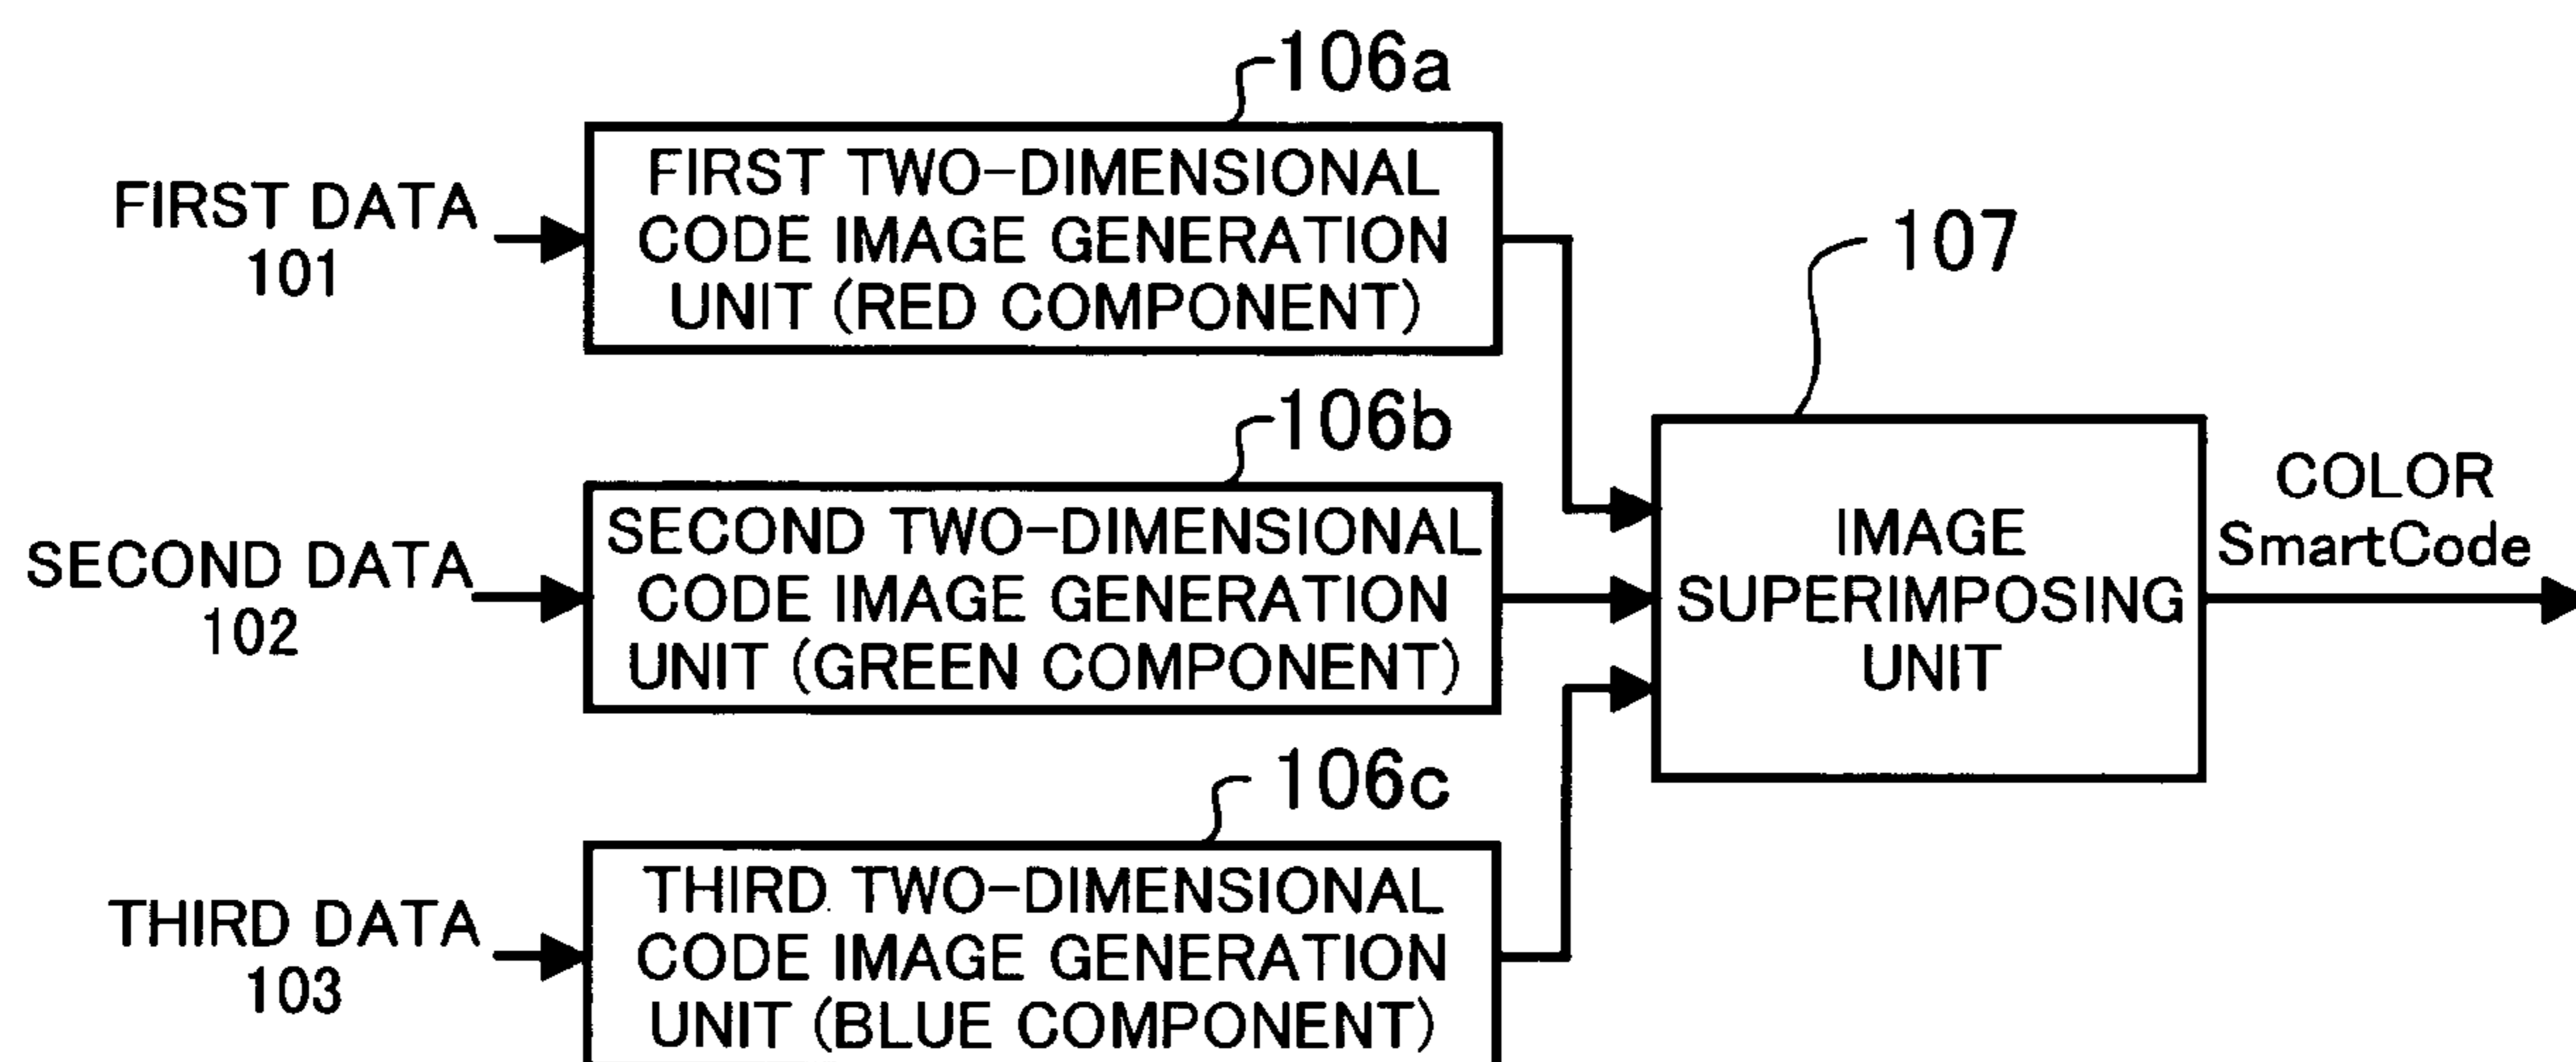 106a
FIRST DATA
101
FIRST TWO-DIMENSIONAL
CODE IMAGE GENERATION
UNIT (RED COMPONENT)
107
106b
SECOND DATA
102
SECOND TWO-DIMENSIONAL
CODE IMAGE GENERATION
UNIT (GREEN COMPONENT)
IMAGE
SUPERIMPOSING
UNIT
COLOR
SmartCode
106c
THIRD DATA
103
THIRD TWO-DIMENSIONAL
CODE IMAGE GENERATION
UNIT (BLUE COMPONENT)